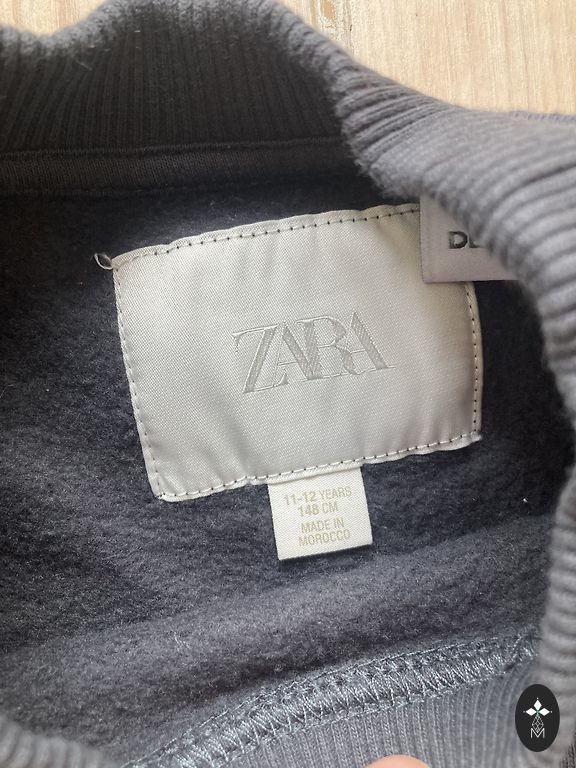 ZARA
11-12 YEARS
148 CM
MADE IN
MOROCCO